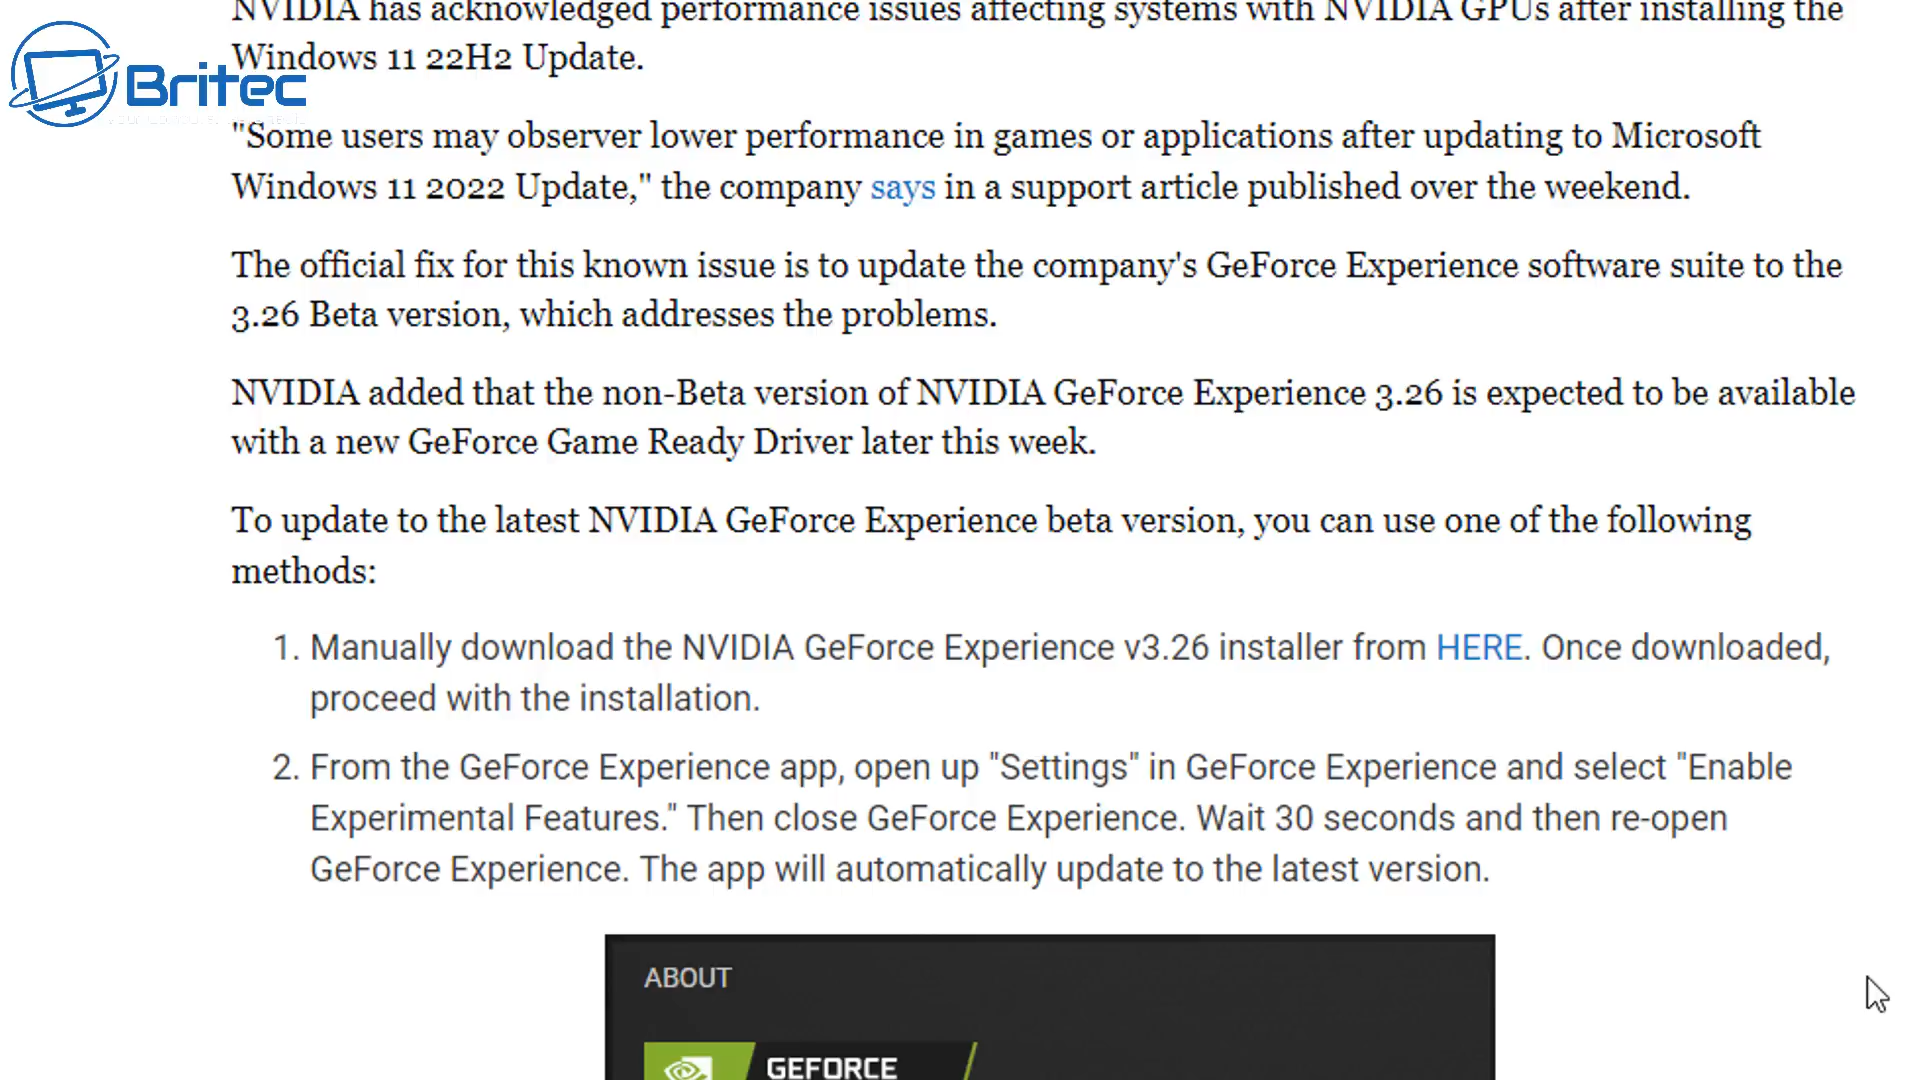 NVIDIA has acknowledged performance issues affecting systems with NVIDIA GPUs after installing the
Windows 11 22H2 Update.
Britec
"Some users may observer lower performance in games or applications after updating to Microsoft
Windows 11 2022 Update," the company says in a support article published over the weekend.
The official fix for this known issue is to update the company's GeForce Experience software suite to the
3.26 Beta version, which addresses the problems.
NVIDIA added that the non-Beta version of NVIDIA GeForce Experience 3.26 is expected to be available
with a new GeForce Game Ready Driver later this week.
To update to the latest NVIDIA GeForce Experience beta version, you can use one of the following
methods:
1. Manually download the NVIDIA GeForce Experience v3.26 installer from HERE. Once downloaded,
proceed with the installation.
2. From the GeForce Experience app, open up "Settings" in GeForce Experience and select "Enable
Experimental Features." Then close GeForce Experience. Wait 30 seconds and then re-open
GeForce Experience. The app will automatically update to the latest version.
ABOUT
GEFORCE